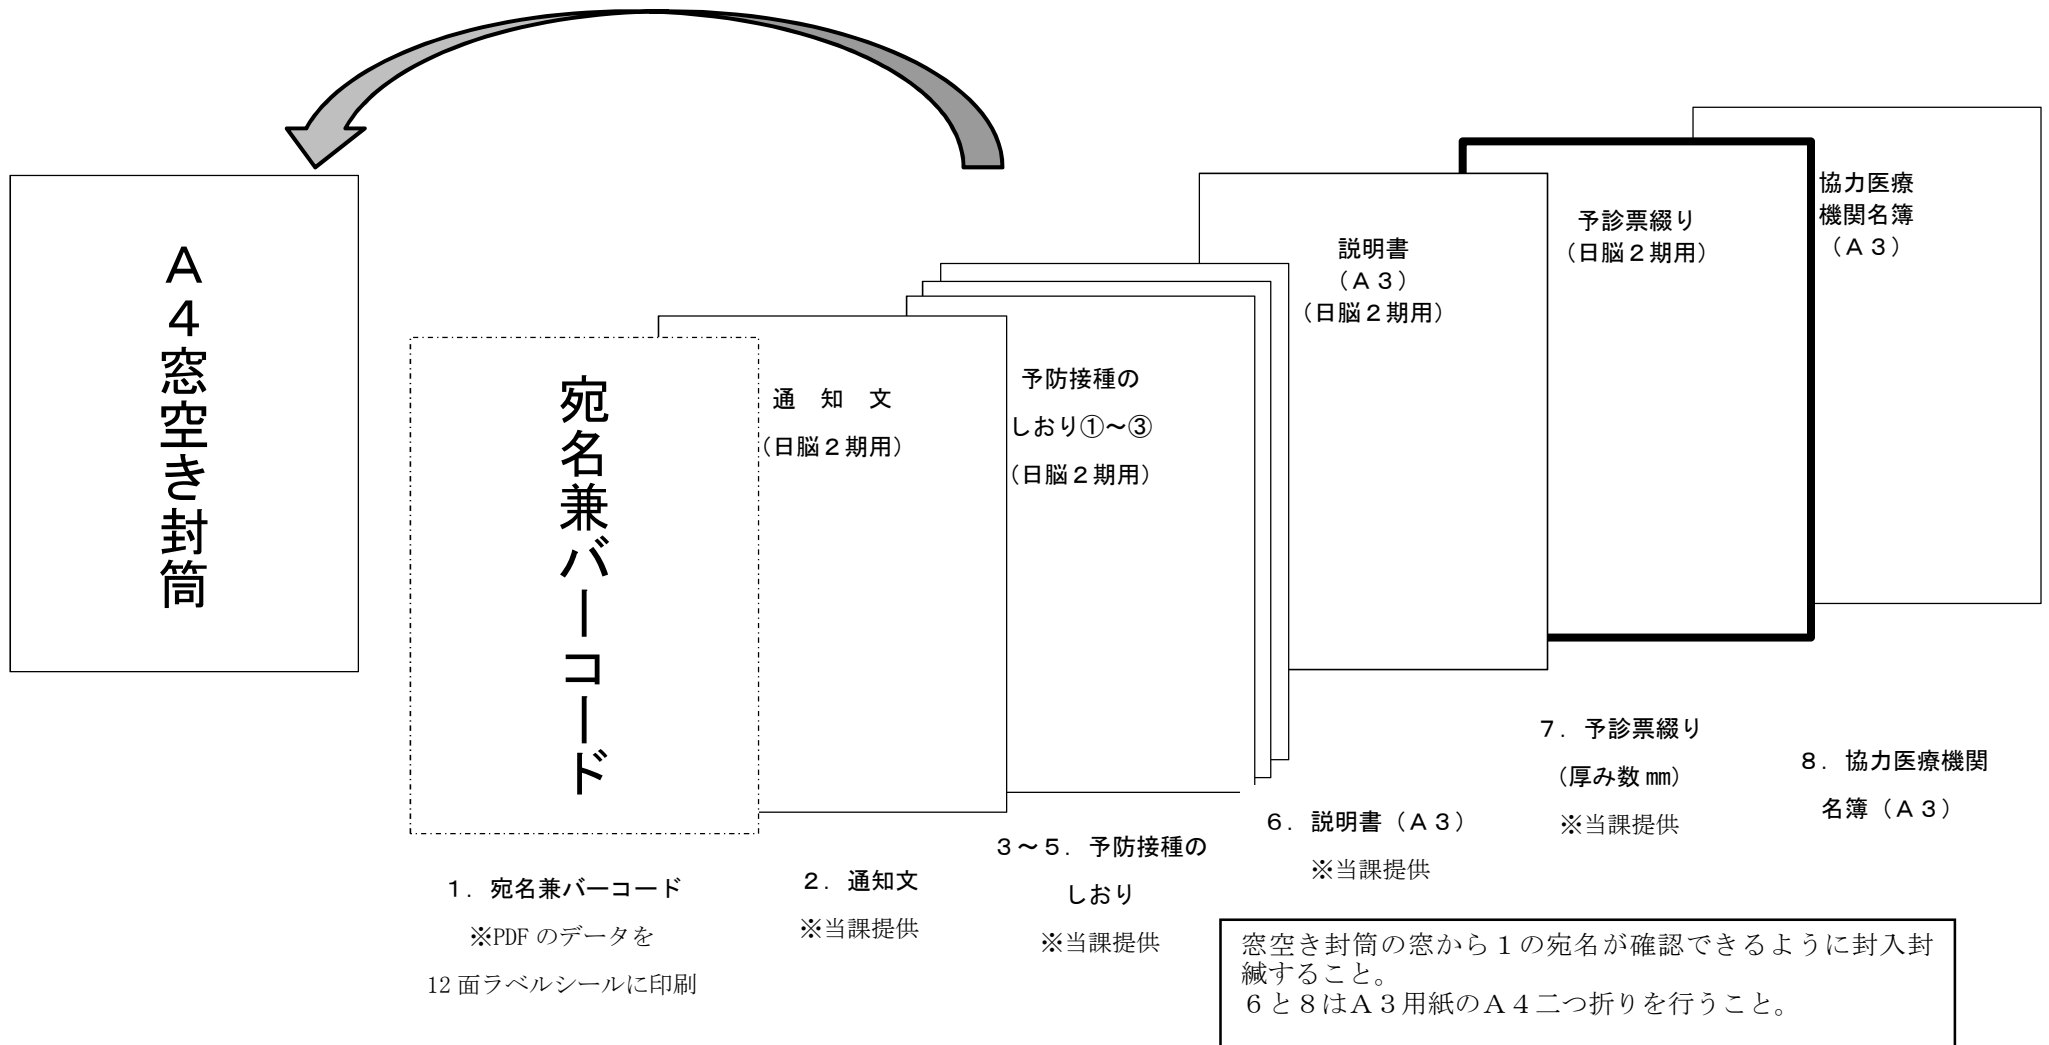 A4窓空き封筒
宛名兼バーコード
通　知　文
（日脳２期用）
予防接種の
しおり①～③
（日脳２期用）
説明書
（Ａ３）
（日脳２期用）
予診票綴り
（日脳２期用）
協力医療
機関名簿
（Ａ３）
１．宛名兼バーコード
※PDF のデータを
12 面ラベルシールに印刷
２．通知文
※当課提供
３～５．予防接種の
しおり
※当課提供
６．説明書（Ａ３）
※当課提供
７．予診票綴り
（厚み数㎜）
※当課提供
８．協力医療機関
名簿（Ａ３）
窓空き封筒の窓から１の宛名が確認できるように封入封
緘すること。
６と８はＡ３用紙のＡ４二つ折りを行うこと。